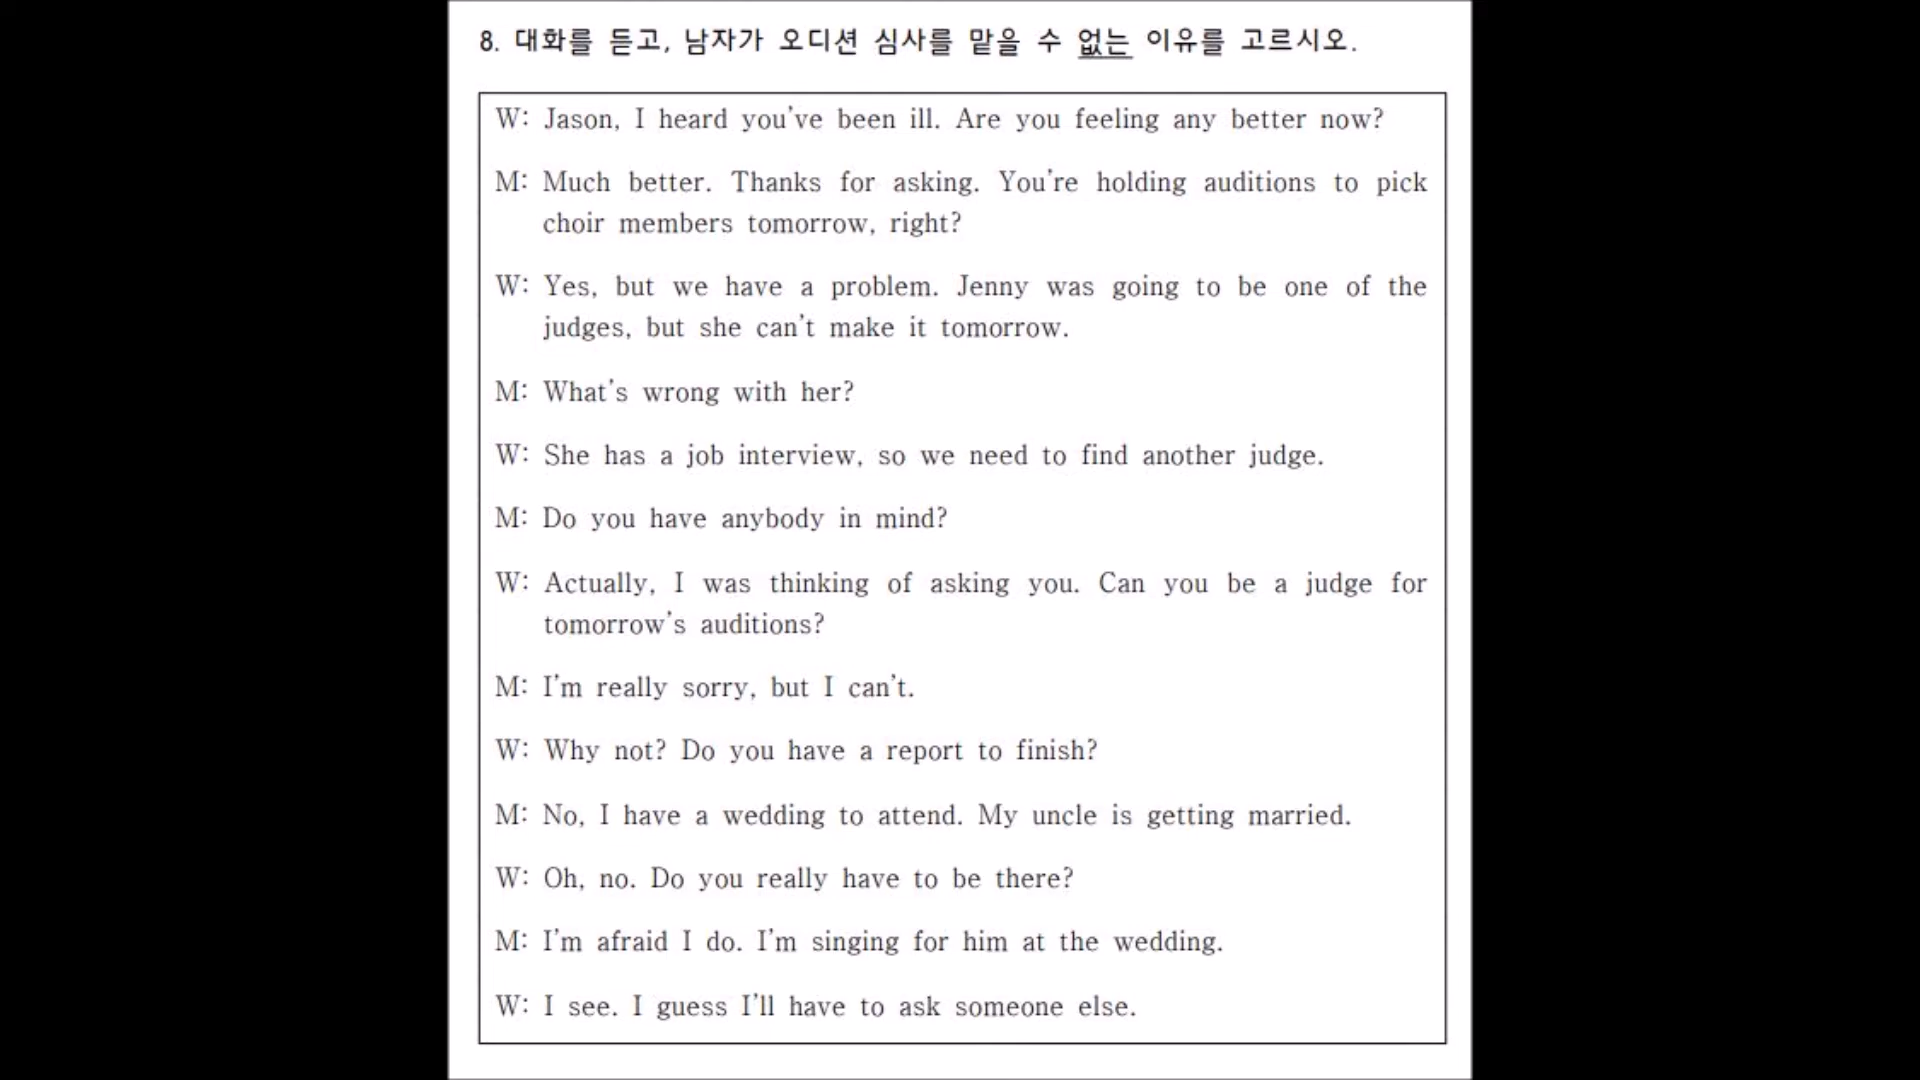 8. 대화를 듣고, 남자가 오디션 심사를 맡을 수 없는 이유를 고르시오.
W: Jason, I heard you've been ill. Are you feeling any better now?
M: Much better. Thanks for asking. You're holding auditions to pick
choir members tomorrow, right?
W: Yes, but we have a problem. Jenny was going to be one of the
judges, but she can't make it tomorrow.
M: What's wrong with her?
W: She has a job interview, so we need to find another judge.
M: Do you have anybody in mind?
W: Actually, I was thinking of asking you. Can you be a judge for
tomorrow's auditions?
M: I'm really sorry, but I can't.
W: Why not? Do you have a report to finish?
M: No, I have a wedding to attend. My uncle is getting married.
W: Oh, no. Do you really have to be there?
M: I'm afraid I do. I'm singing for him at the wedding.
W: I see. I guess I'll have to ask someone else.